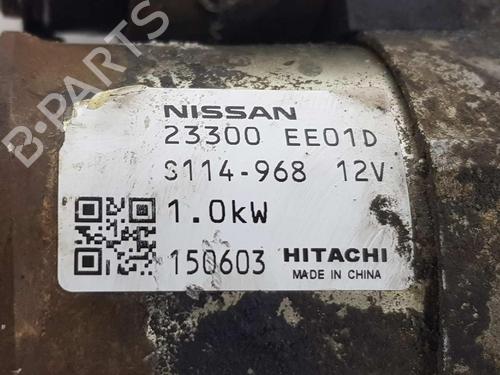 B-PARTS
NISSAN
23300 EE01D
S114-968 12V
1.0kW
150603 HITACHI
MADE IN CHINA